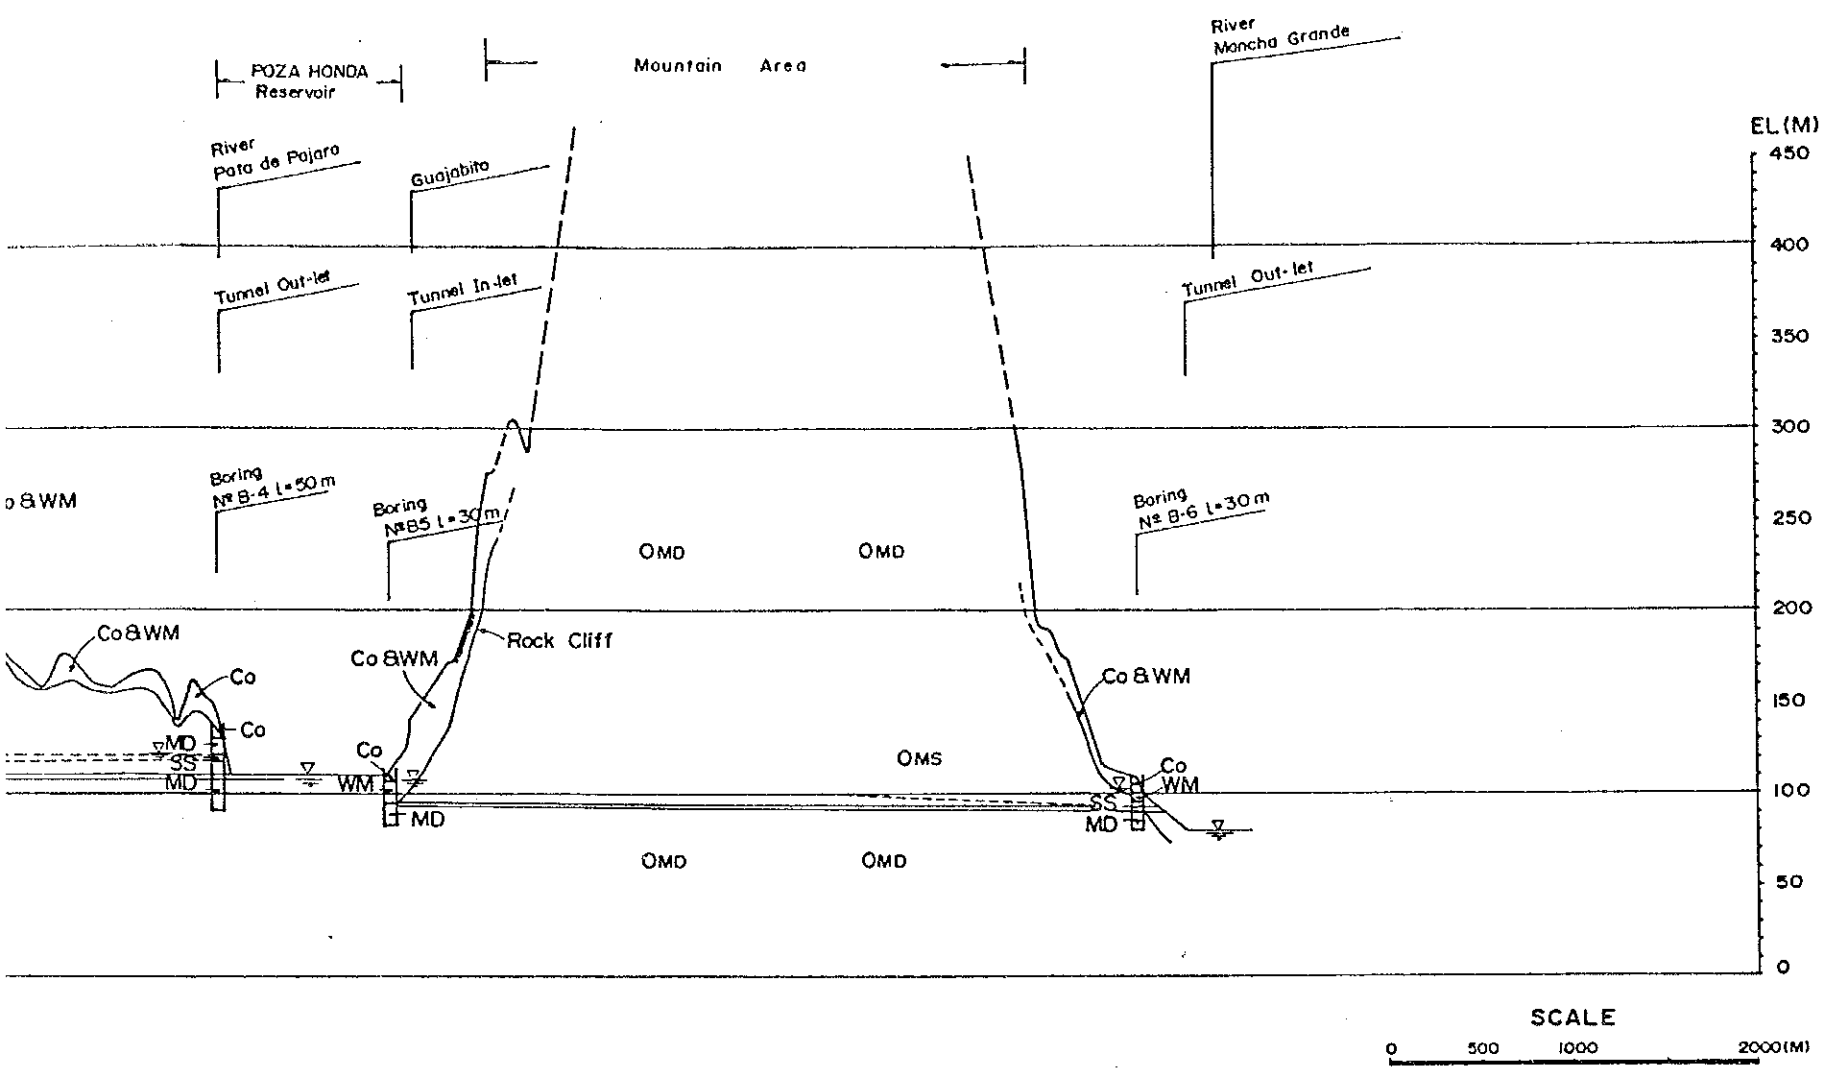 River
Mancha Grande
POZA HONDA
Reservoir
Mountain Area
EL.(M)
450
River
Pata de Pajaro
Guajabito
400
Tunnel Out-let
Tunnel In-let
Tunnel Out-let
350
300
Boring
Nº B-4 l=50 m
Boring
Nº B5 l=30 m
Boring
Nº B-6 l=30 m
o & WM
250
OMD
OMD
200
Co & WM
Rock Cliff
Co & WM
Co
Co & WM
150
Co
MD
Co
SS
OMS
Co
MD
WM
WM
100
SS
MD
MD
OMD
OMD
50
0
SCALE
0 500 1000 2000(M)